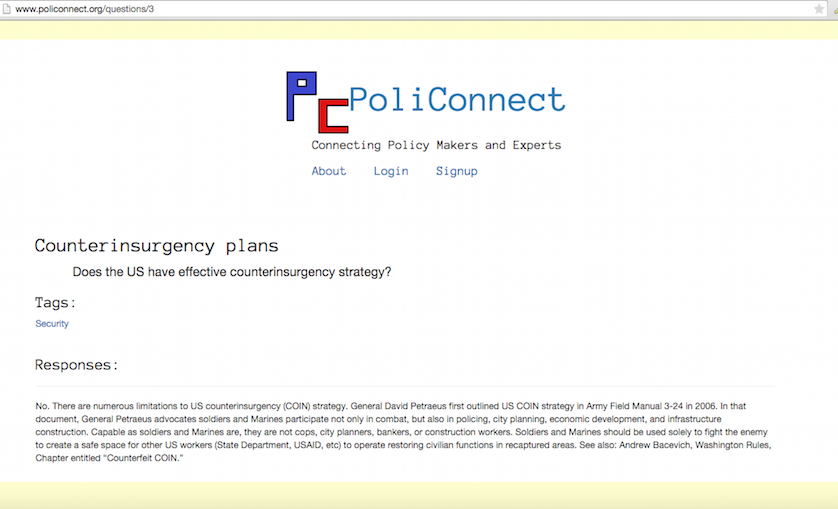 www.policonnect.org/questions/3
PC PoliConnect
Connecting Policy Makers and Experts
About Login Signup
Counterinsurgency plans
Does the US have effective counterinsurgency strategy?
Tags:
Security
Responses:
No. There are numerous limitations to US counterinsurgency (COIN) strategy. General David Petraeus first outlined US COIN strategy in Army Field Manual 3-24 in 2006. In that
document, General Petraeus advocates soldiers and Marines participate not only in combat, but also in policing, city planning, economic development, and infrastructure
construction. Capable as soldiers and Marines are, they are not cops, city planners, bankers, or construction workers. Soldiers and Marines should be used solely to fight the enemy
to create a safe space for other US workers (State Department, USAID, etc) to operate restoring civilian functions in recaptured areas. See also: Andrew Bacevich, Washington Rules,
Chapter entitled “Counterfeit COIN.”